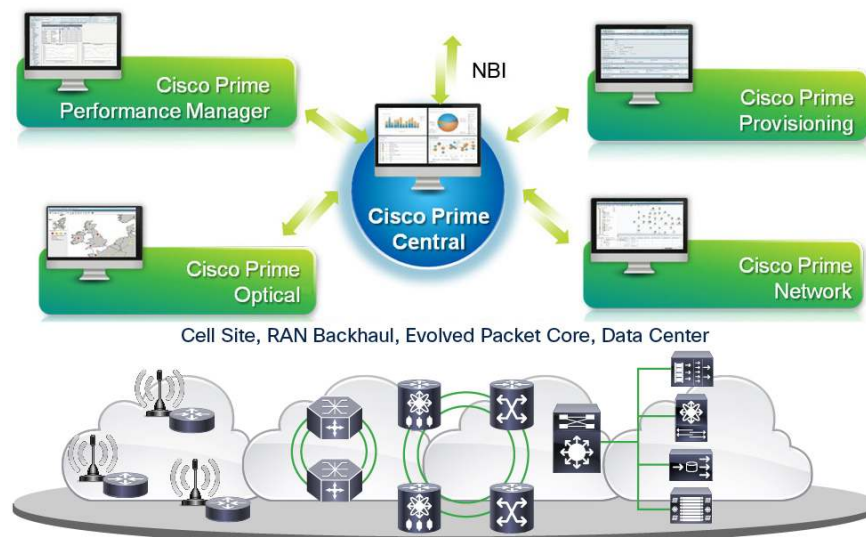 NBI
Cisco Prime
Performance Manager
Cisco Prime
Provisioning
Cisco Prime
Central
Cisco Prime
Optical
Cisco Prime
Network
Cell Site, RAN Backhaul, Evolved Packet Core, Data Center